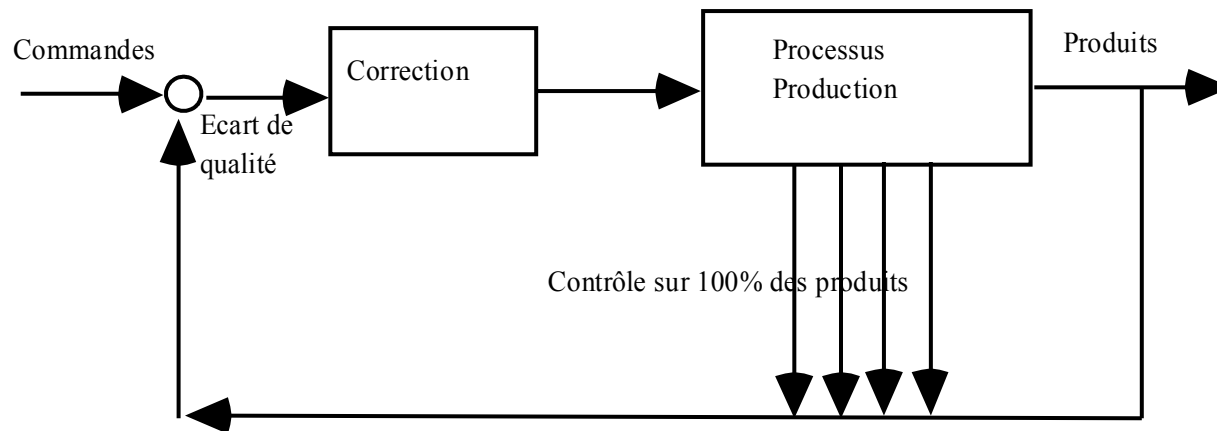 Commandes
Correction
Processus
Production
Produits
Ecart de
qualité
Contrôle sur 100% des produits